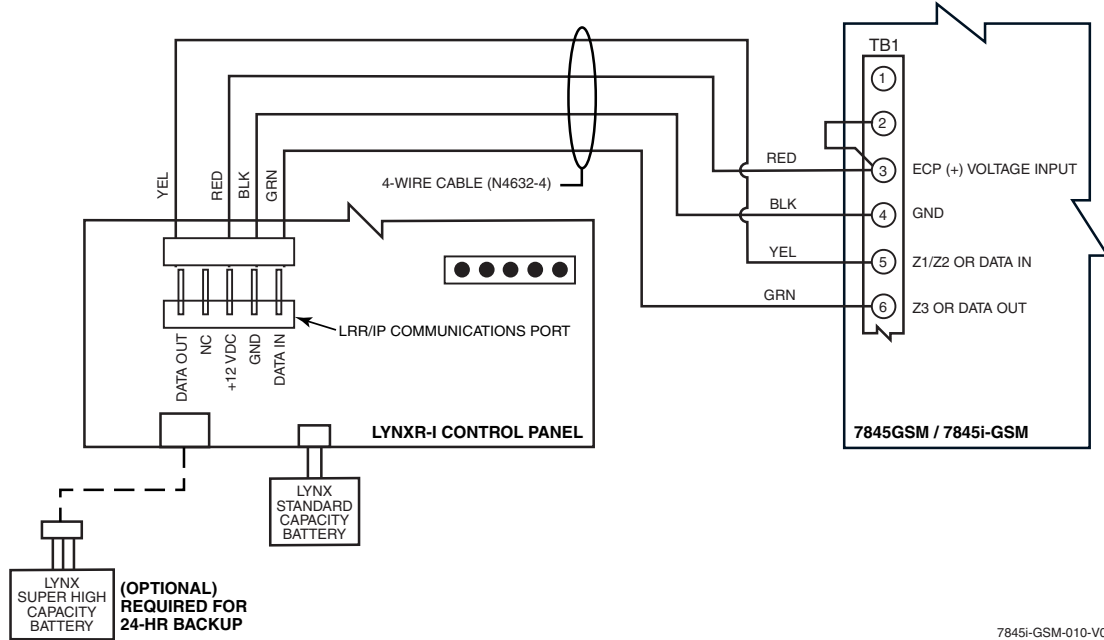 TB1
1
2
3
4
5
6
RED
BLK
YEL
GRN
ECP (+) VOLTAGE INPUT
GND
Z1/Z2 OR DATA IN
Z3 OR DATA OUT
7845GSM / 7845i-GSM
4-WIRE CABLE (N4632-4)
YEL
RED
BLK
GRN
LRR/IP COMMUNICATIONS PORT
DATA OUT
NC
+12 VDC
GND
DATA IN
LYNXR-I CONTROL PANEL
LYNX
STANDARD
CAPACITY
BATTERY
LYNX
SUPER HIGH
CAPACITY
BATTERY
(OPTIONAL)
REQUIRED FOR
24-HR BACKUP